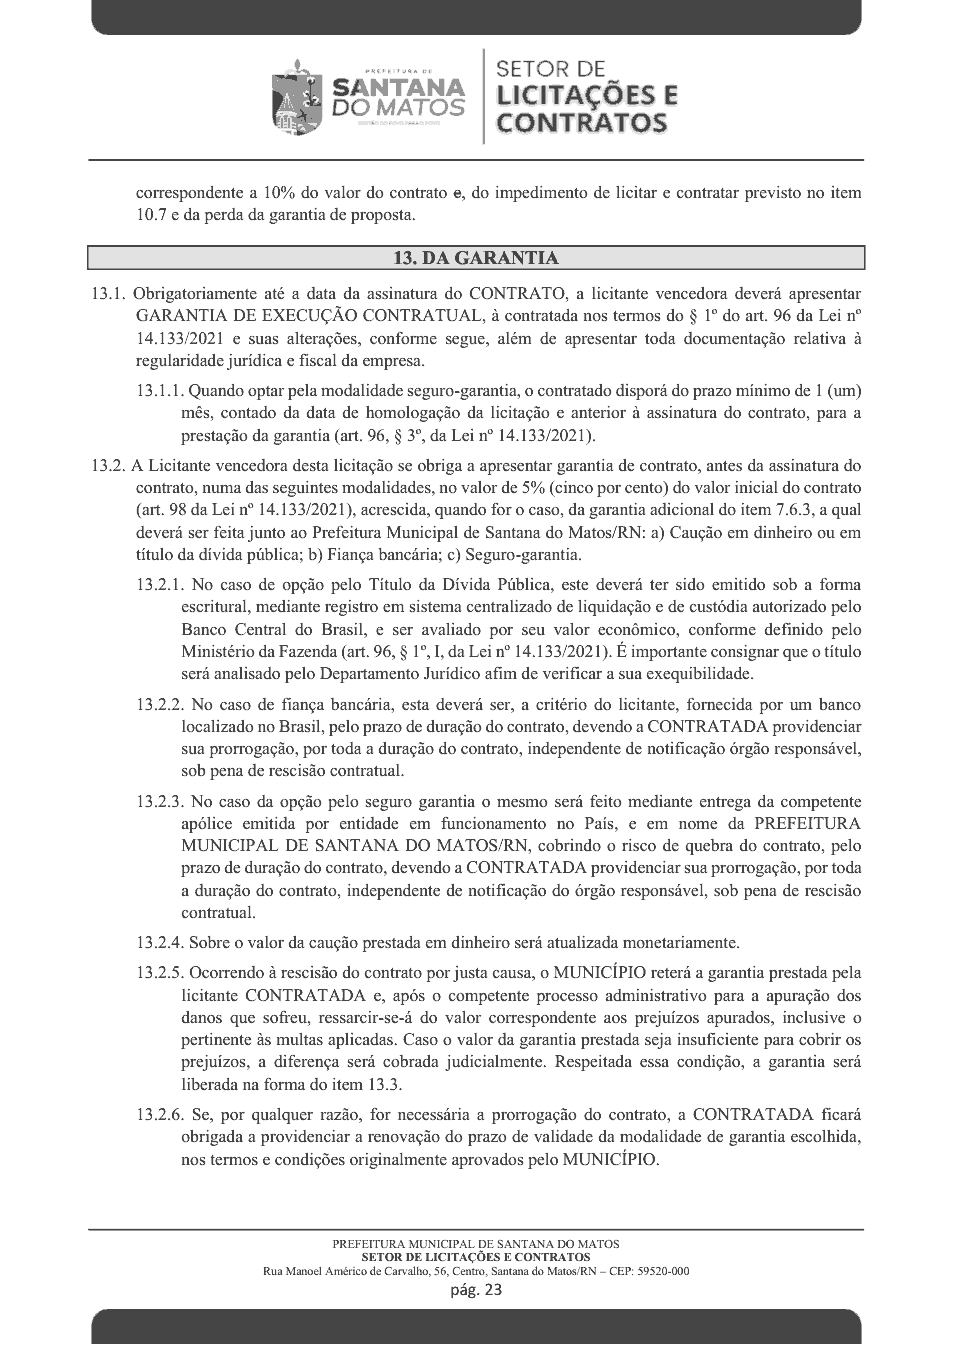 PREFEITURA DE
SANTANA
DO MATOS
SETOR DE
LICITAÇÕES E
CONTRATOS
correspondente a 10% do valor do contrato e, do impedimento de licitar e contratar previsto no item
10.7 e da perda da garantia de proposta.
13. DA GARANTIA
13.1. Obrigatoriamente até a data da assinatura do CONTRATO, a licitante vencedora deverá apresentar
GARANTIA DE EXECUÇÃO CONTRATUAL, à contratada nos termos do § 1º do art. 96 da Lei nº
14.133/2021 e suas alterações, conforme segue, além de apresentar toda documentação relativa à
regularidade jurídica e fiscal da empresa.
13.1.1. Quando optar pela modalidade seguro-garantia, o contratado disporá do prazo mínimo de 1 (um)
mês, contado da data de homologação da licitação e anterior à assinatura do contrato, para a
prestação da garantia (art. 96, § 3º, da Lei nº 14.133/2021).
13.2. A Licitante vencedora desta licitação se obriga a apresentar garantia de contrato, antes da assinatura do
contrato, numa das seguintes modalidades, no valor de 5% (cinco por cento) do valor inicial do contrato
(art. 98 da Lei nº 14.133/2021), acrescida, quando for o caso, da garantia adicional do item 7.6.3, a qual
deverá ser feita junto ao Prefeitura Municipal de Santana do Matos/RN: a) Caução em dinheiro ou em
título da dívida pública; b) Fiança bancária; c) Seguro-garantia.
13.2.1. No caso de opção pelo Título da Dívida Pública, este deverá ter sido emitido sob a forma
escritural, mediante registro em sistema centralizado de liquidação e de custódia autorizado pelo
Banco Central do Brasil, e ser avaliado por seu valor econômico, conforme definido pelo
Ministério da Fazenda (art. 96, § 1º, I, da Lei nº 14.133/2021). É importante consignar que o título
será analisado pelo Departamento Jurídico afim de verificar a sua exequibilidade.
13.2.2. No caso de fiança bancária, esta deverá ser, a critério do licitante, fornecida por um banco
localizado no Brasil, pelo prazo de duração do contrato, devendo a CONTRATADA providenciar
sua prorrogação, por toda a duração do contrato, independente de notificação órgão responsável,
sob pena de rescisão contratual.
13.2.3. No caso da opção pelo seguro garantia o mesmo será feito mediante entrega da competente
apólice emitida por entidade em funcionamento no País, e em nome da PREFEITURA
MUNICIPAL DE SANTANA DO MATOS/RN, cobrindo o risco de quebra do contrato, pelo
prazo de duração do contrato, devendo a CONTRATADA providenciar sua prorrogação, por toda
a duração do contrato, independente de notificação do órgão responsável, sob pena de rescisão
contratual.
13.2.4. Sobre o valor da caução prestada em dinheiro será atualizada monetariamente.
13.2.5. Ocorrendo à rescisão do contrato por justa causa, o MUNICÍPIO reterá a garantia prestada pela
licitante CONTRATADA e, após o competente processo administrativo para a apuração dos
danos que sofreu, ressarcir-se-á do valor correspondente aos prejuízos apurados, inclusive o
pertinente às multas aplicadas. Caso o valor da garantia prestada seja insuficiente para cobrir os
prejuízos, a diferença será cobrada judicialmente. Respeitada essa condição, a garantia será
liberada na forma do item 13.3.
13.2.6. Se, por qualquer razão, for necessária a prorrogação do contrato, a CONTRATADA ficará
obrigada a providenciar a renovação do prazo de validade da modalidade de garantia escolhida,
nos termos e condições originalmente aprovados pelo MUNICÍPIO.
PREFEITURA MUNICIPAL DE SANTANA DO MATOS
SETOR DE LICITAÇÕES E CONTRATOS
Rua Manoel Américo de Carvalho, 56, Centro, Santana do Matos/RN – CEP: 59520-000
pág. 23